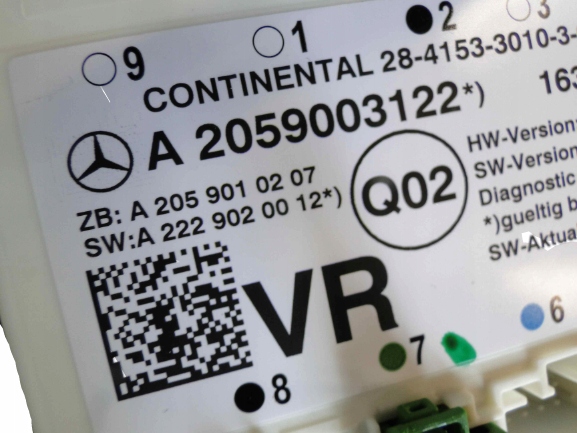 9 1 2 3
CONTINENTAL 28-4153-3010-3-
A 2059003122*) 163
ZB: A 205 901 02 07
SW:A 222 902 00 12*)
Q02
HW-Version:
SW-Version
Diagnostic
*)gueltig b
SW-Aktua
VR
8 7 6